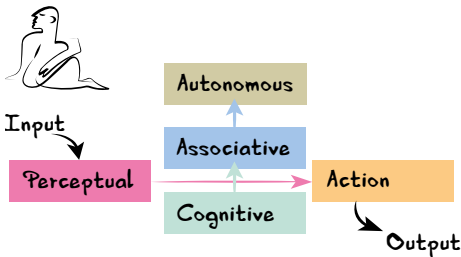 Autonomous
Input
Associative
Perceptual
Action
Cognitive
Output